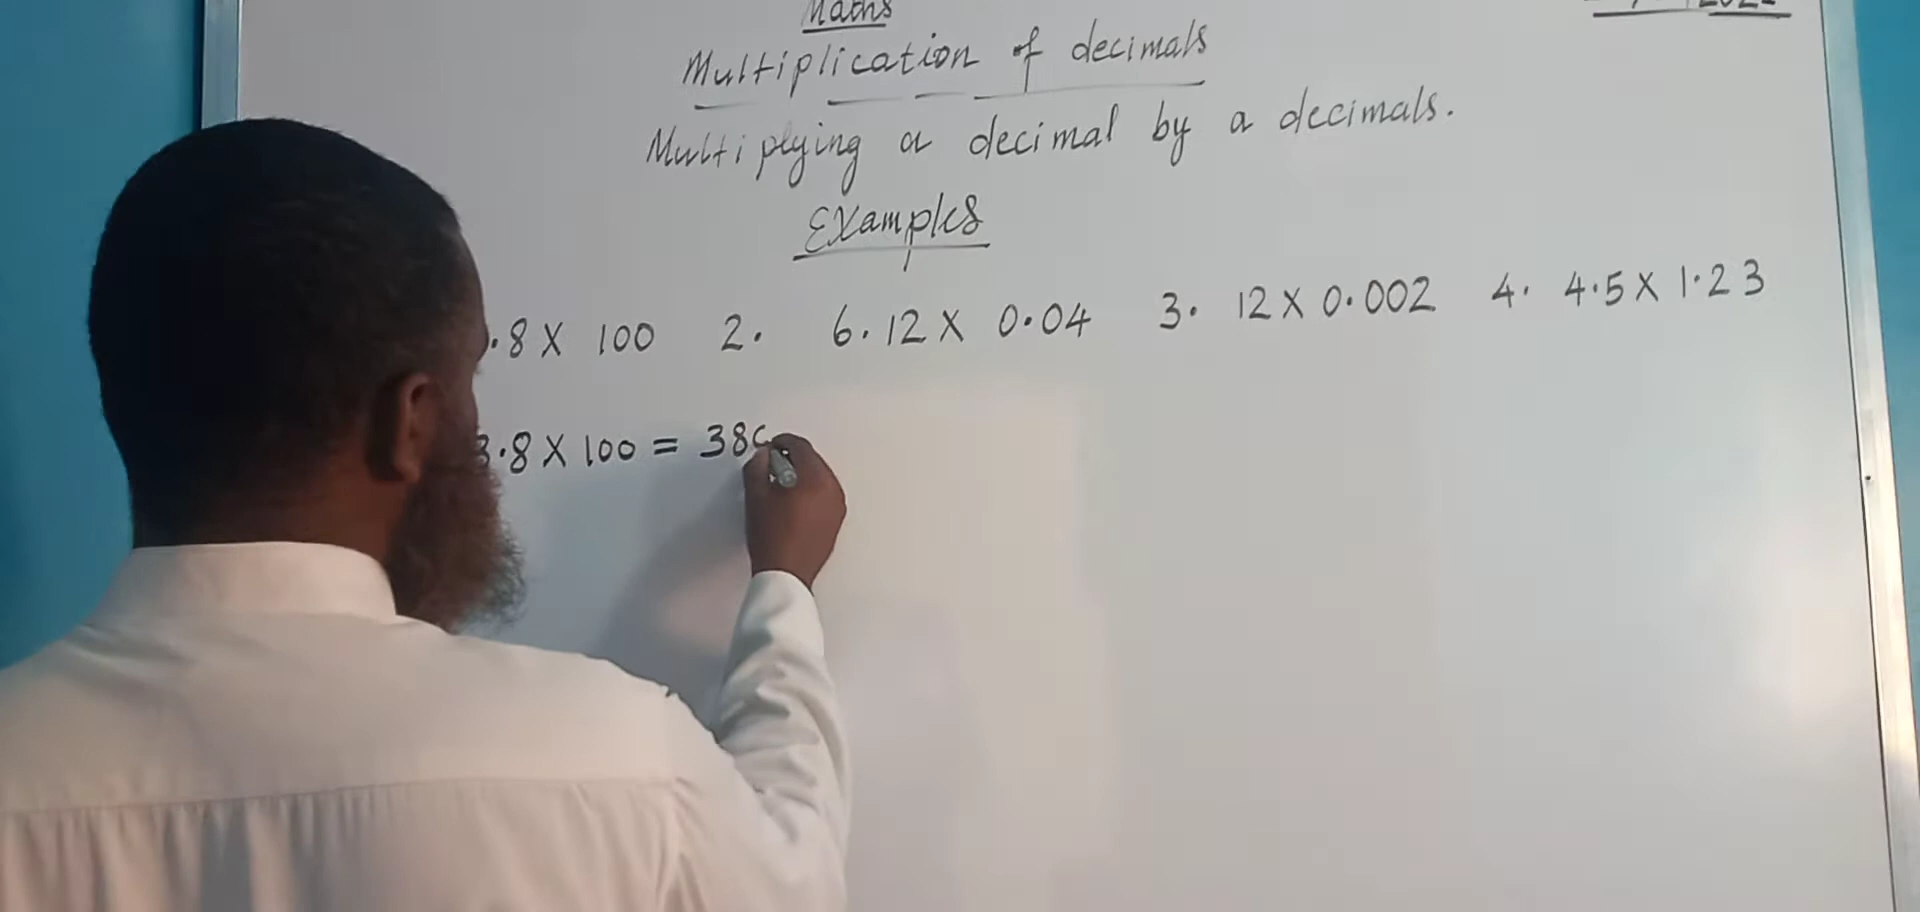 Maths
Multiplication of decimals
Multiplying a decimal by a decimals.
Examples
.8 X 100 2. 6.12 X 0.04 3. 12 X 0.002 4. 4.5 X 1.23
3.8 X 100 = 38